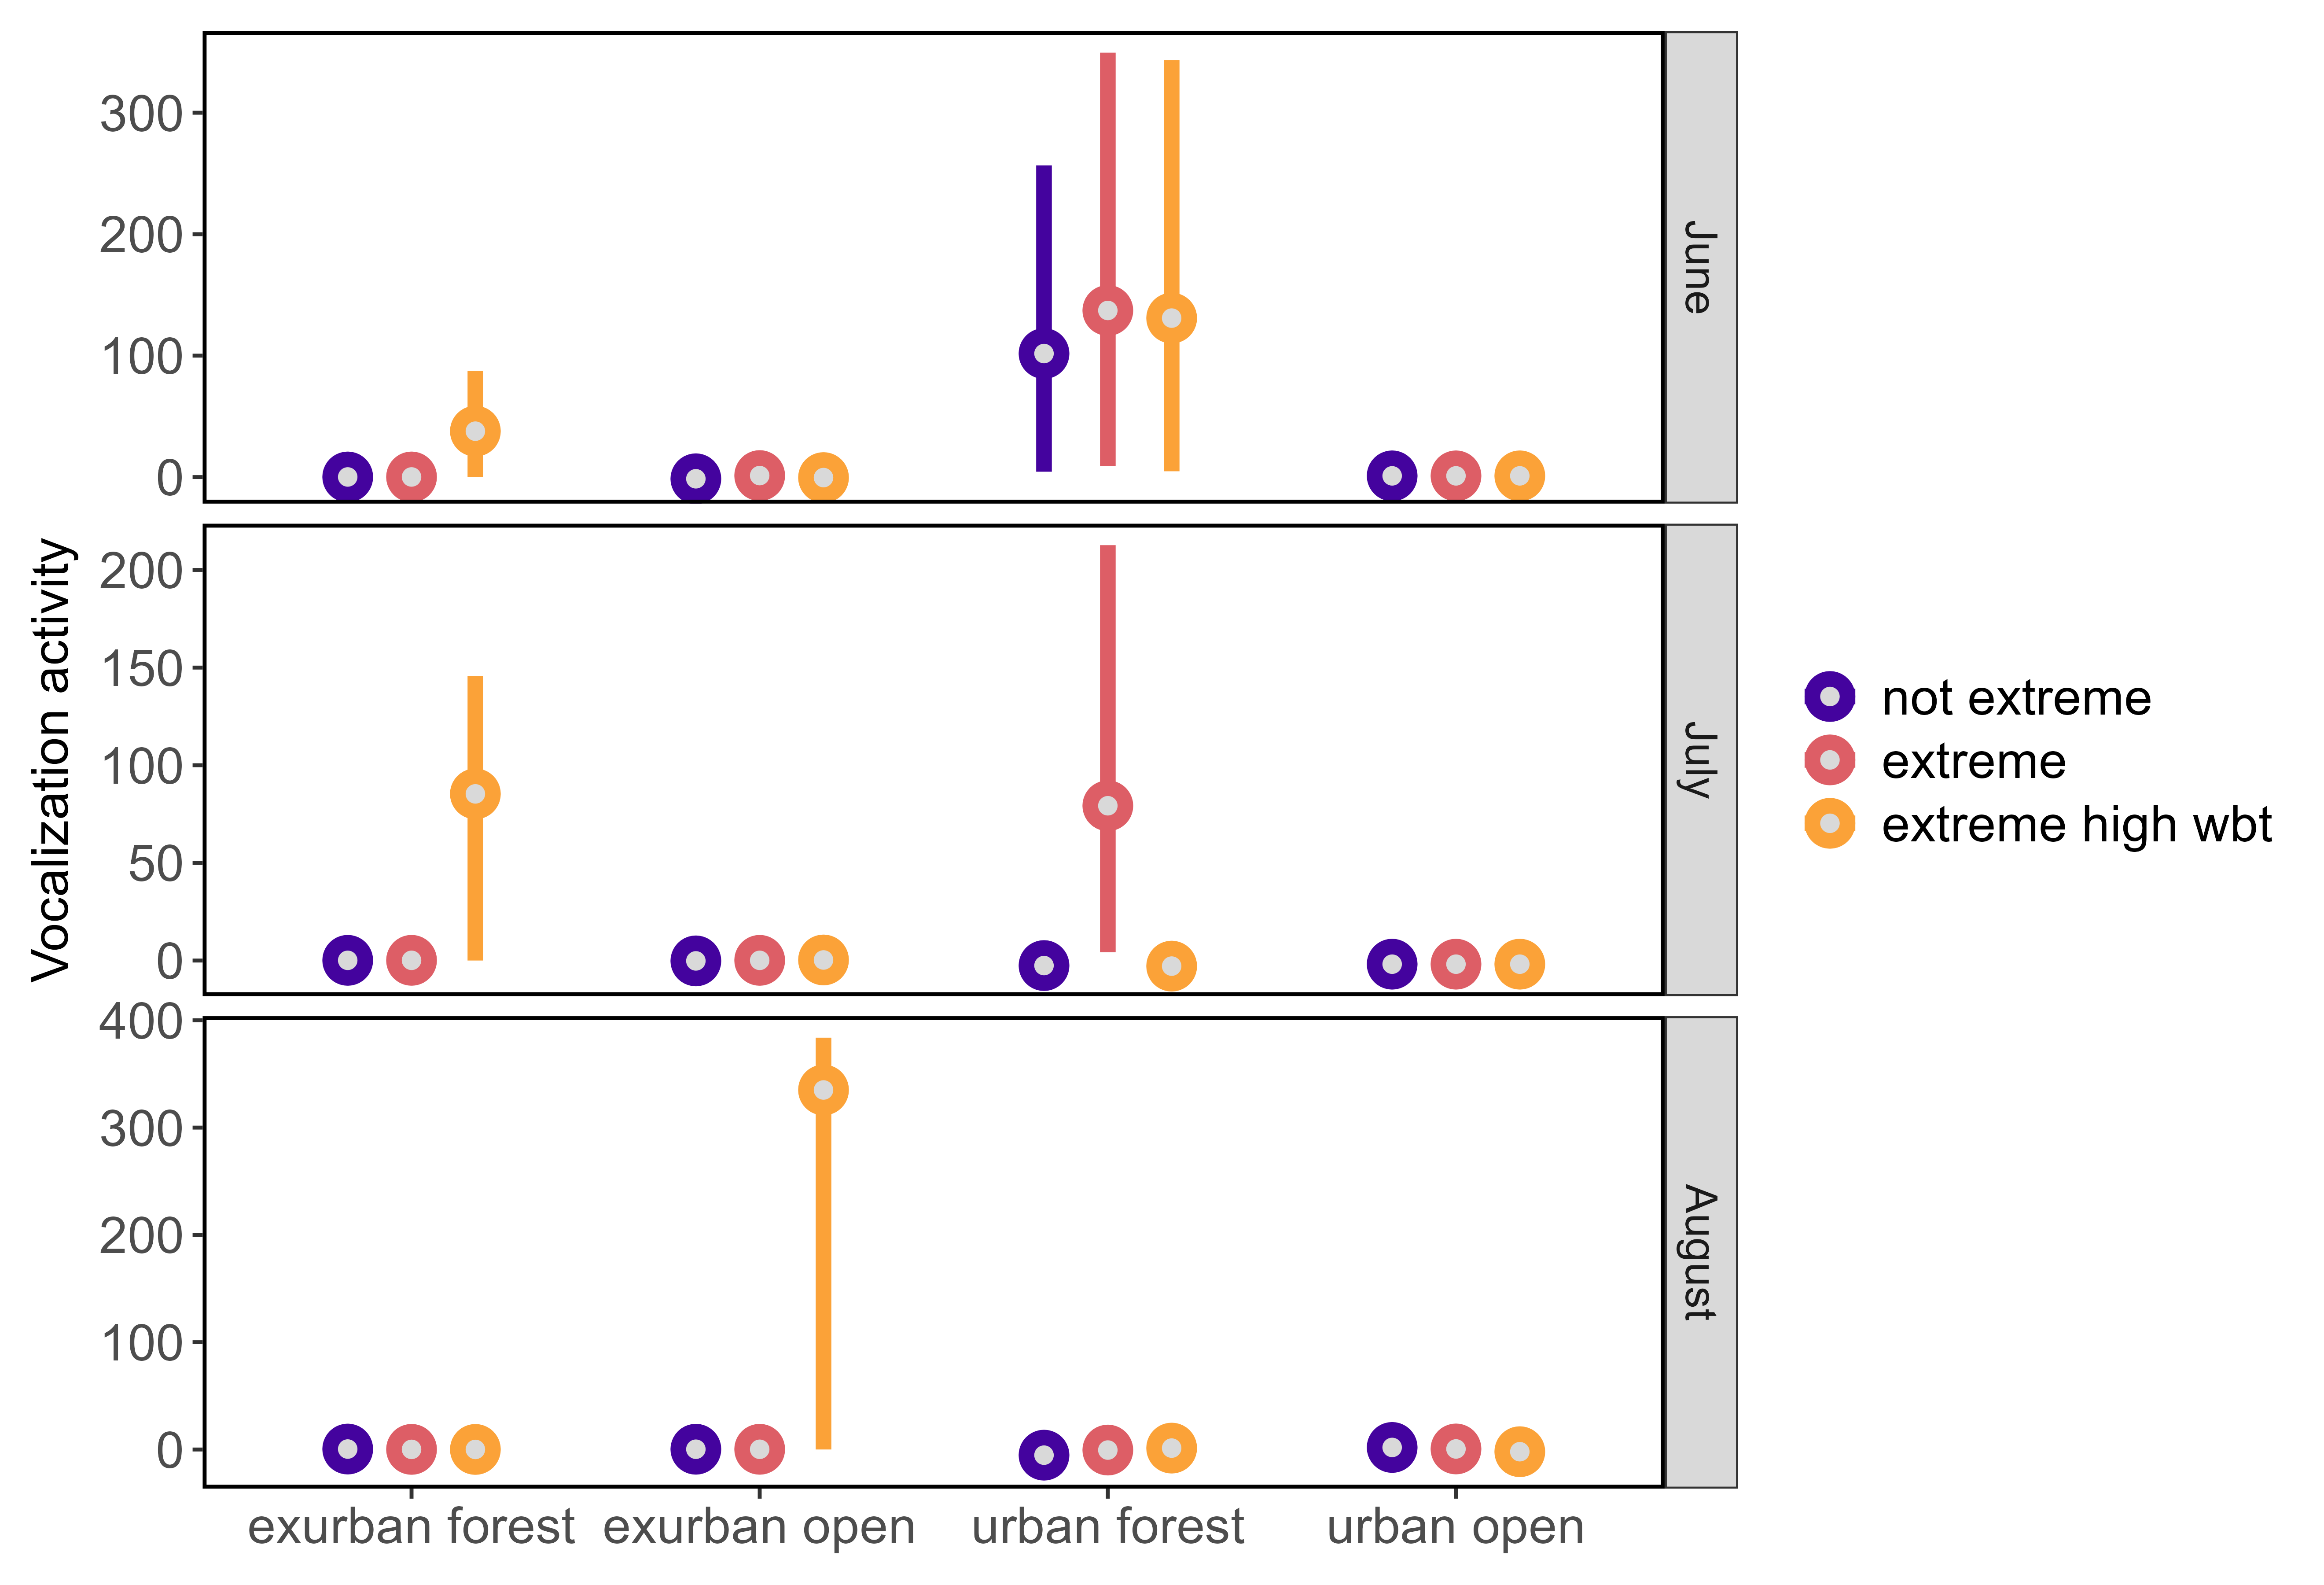 Vocalization activity
300
200
100
0
June
200
150
100
50
0
July
400
300
200
100
0
August
exurban forest
exurban open
urban forest
urban open
not extreme
extreme
extreme high wbt